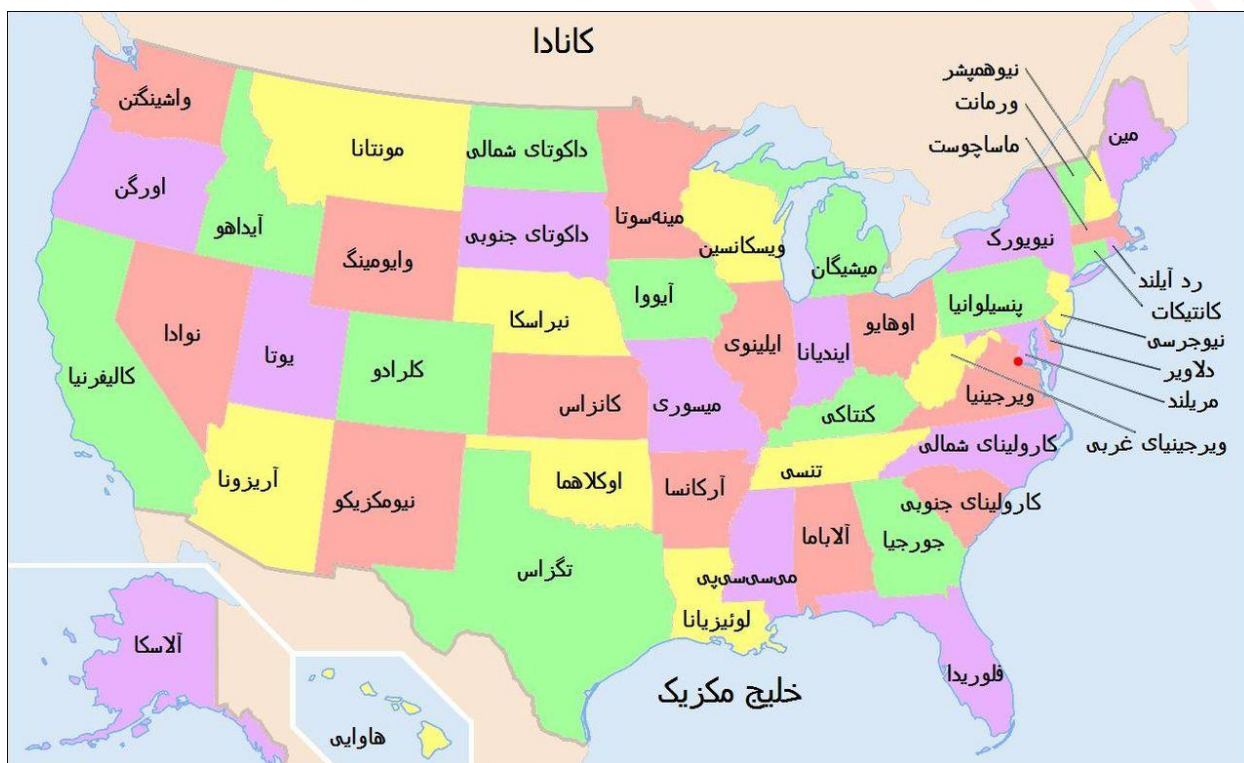 کانادا
نیوهمپشر
ورمانت
ماساچوست
مین
واشینگتن
مونتانا
داکوتای شمالی
مینه‌سوتا
اورگن
آیداهو
وایومینگ
داکوتای جنوبی
ویسکانسین
میشیگان
نیویورک
رد آیلند
کانتیکات
نیوجرسی
دلاویر
مریلند
ویرجینیای غربی
پنسیلوانیا
آیووا
نبراسکا
ایلینوی
ایندیانا
اوهایو
نوادا
یوتا
کلرادو
کالیفرنیا
کانزاس
میسوری
کنتاکی
ویرجینیا
کارولینای شمالی
تنسی
آریزونا
نیومکزیکو
اوکلاهما
آرکانسا
کارولینای جنوبی
آلاباما
جورجیا
تگزاس
می‌سی‌سی‌پی
لوئیزیانا
فلوریدا
آلاسکا
هاوایی
خلیج مکزیک